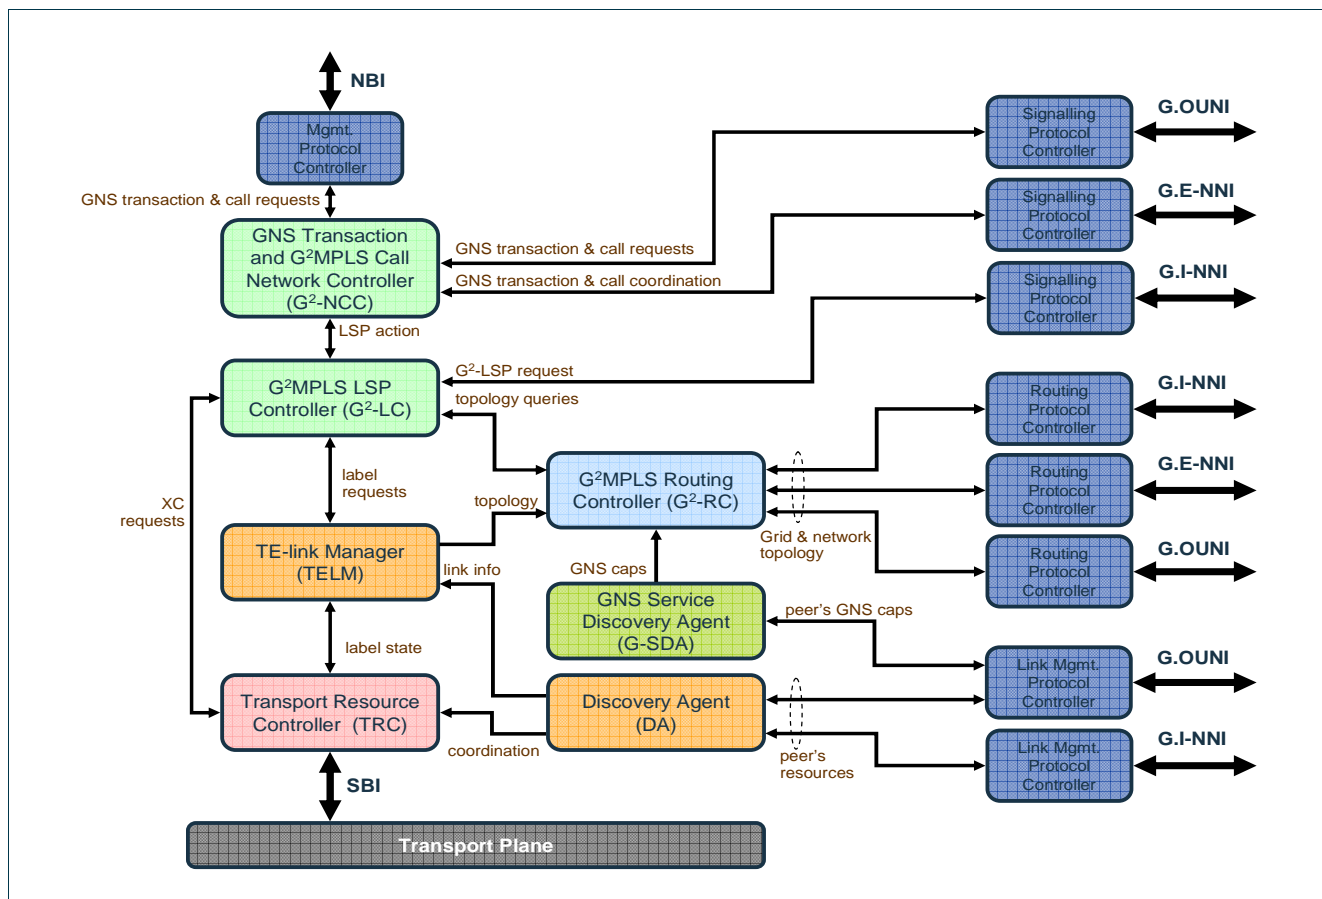 NBI
Mgmt.
Protocol
Controller
GNS transaction & call requests
GNS Transaction
and G²MPLS Call
Network Controller
(G²-NCC)
GNS transaction & call requests
GNS transaction & call coordination
LSP action
G²MPLS LSP
Controller (G²-LC)
G²-LSP request
topology queries
label
requests
XC
requests
topology
TE-link Manager
(TELM)
link info
label state
Transport Resource
Controller (TRC)
coordination
SBI
Transport Plane
G²MPLS Routing
Controller (G²-RC)
Grid & network
topology
GNS caps
GNS Service
Discovery Agent
(G-SDA)
peer's GNS caps
Discovery Agent
(DA)
peer's
resources
Signalling
Protocol
Controller
G.OUNI
Signalling
Protocol
Controller
G.E-NNI
Signalling
Protocol
Controller
G.I-NNI
Routing
Protocol
Controller
G.I-NNI
Routing
Protocol
Controller
G.E-NNI
Routing
Protocol
Controller
G.OUNI
Link Mgmt.
Protocol
Controller
G.OUNI
Link Mgmt.
Protocol
Controller
G.I-NNI